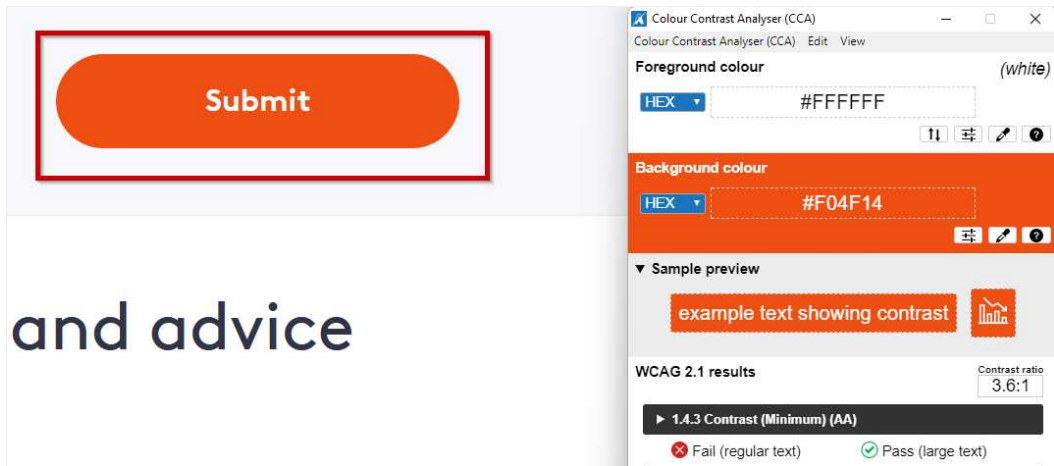 Submit
and advice
Colour Contrast Analyser (CCA)
Colour Contrast Analyser (CCA) Edit View
Foreground colour (white)
HEX #FFFFFF
Background colour
HEX #F04F14
▼ Sample preview
example text showing contrast
WCAG 2.1 results Contrast ratio
3.6:1
▶ 1.4.3 Contrast (Minimum) (AA)
Fail (regular text) Pass (large text)